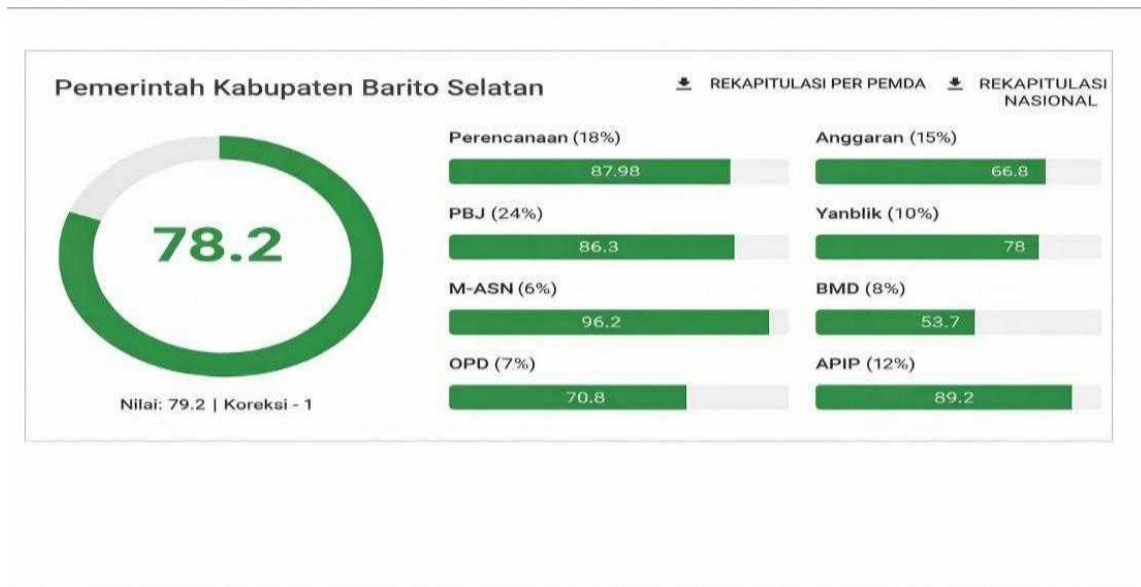 Pemerintah Kabupaten Barito Selatan
REKAPITULASI PER PEMDA
REKAPITULASI
NASIONAL
78.2
Nilai: 79.2 | Koreksi - 1
Perencanaan (18%)
87.98
Anggaran (15%)
66.8
PBJ (24%)
86.3
Yanblik (10%)
78
M-ASN (6%)
96.2
BMD (8%)
53.7
OPD (7%)
70.8
APIP (12%)
89.2